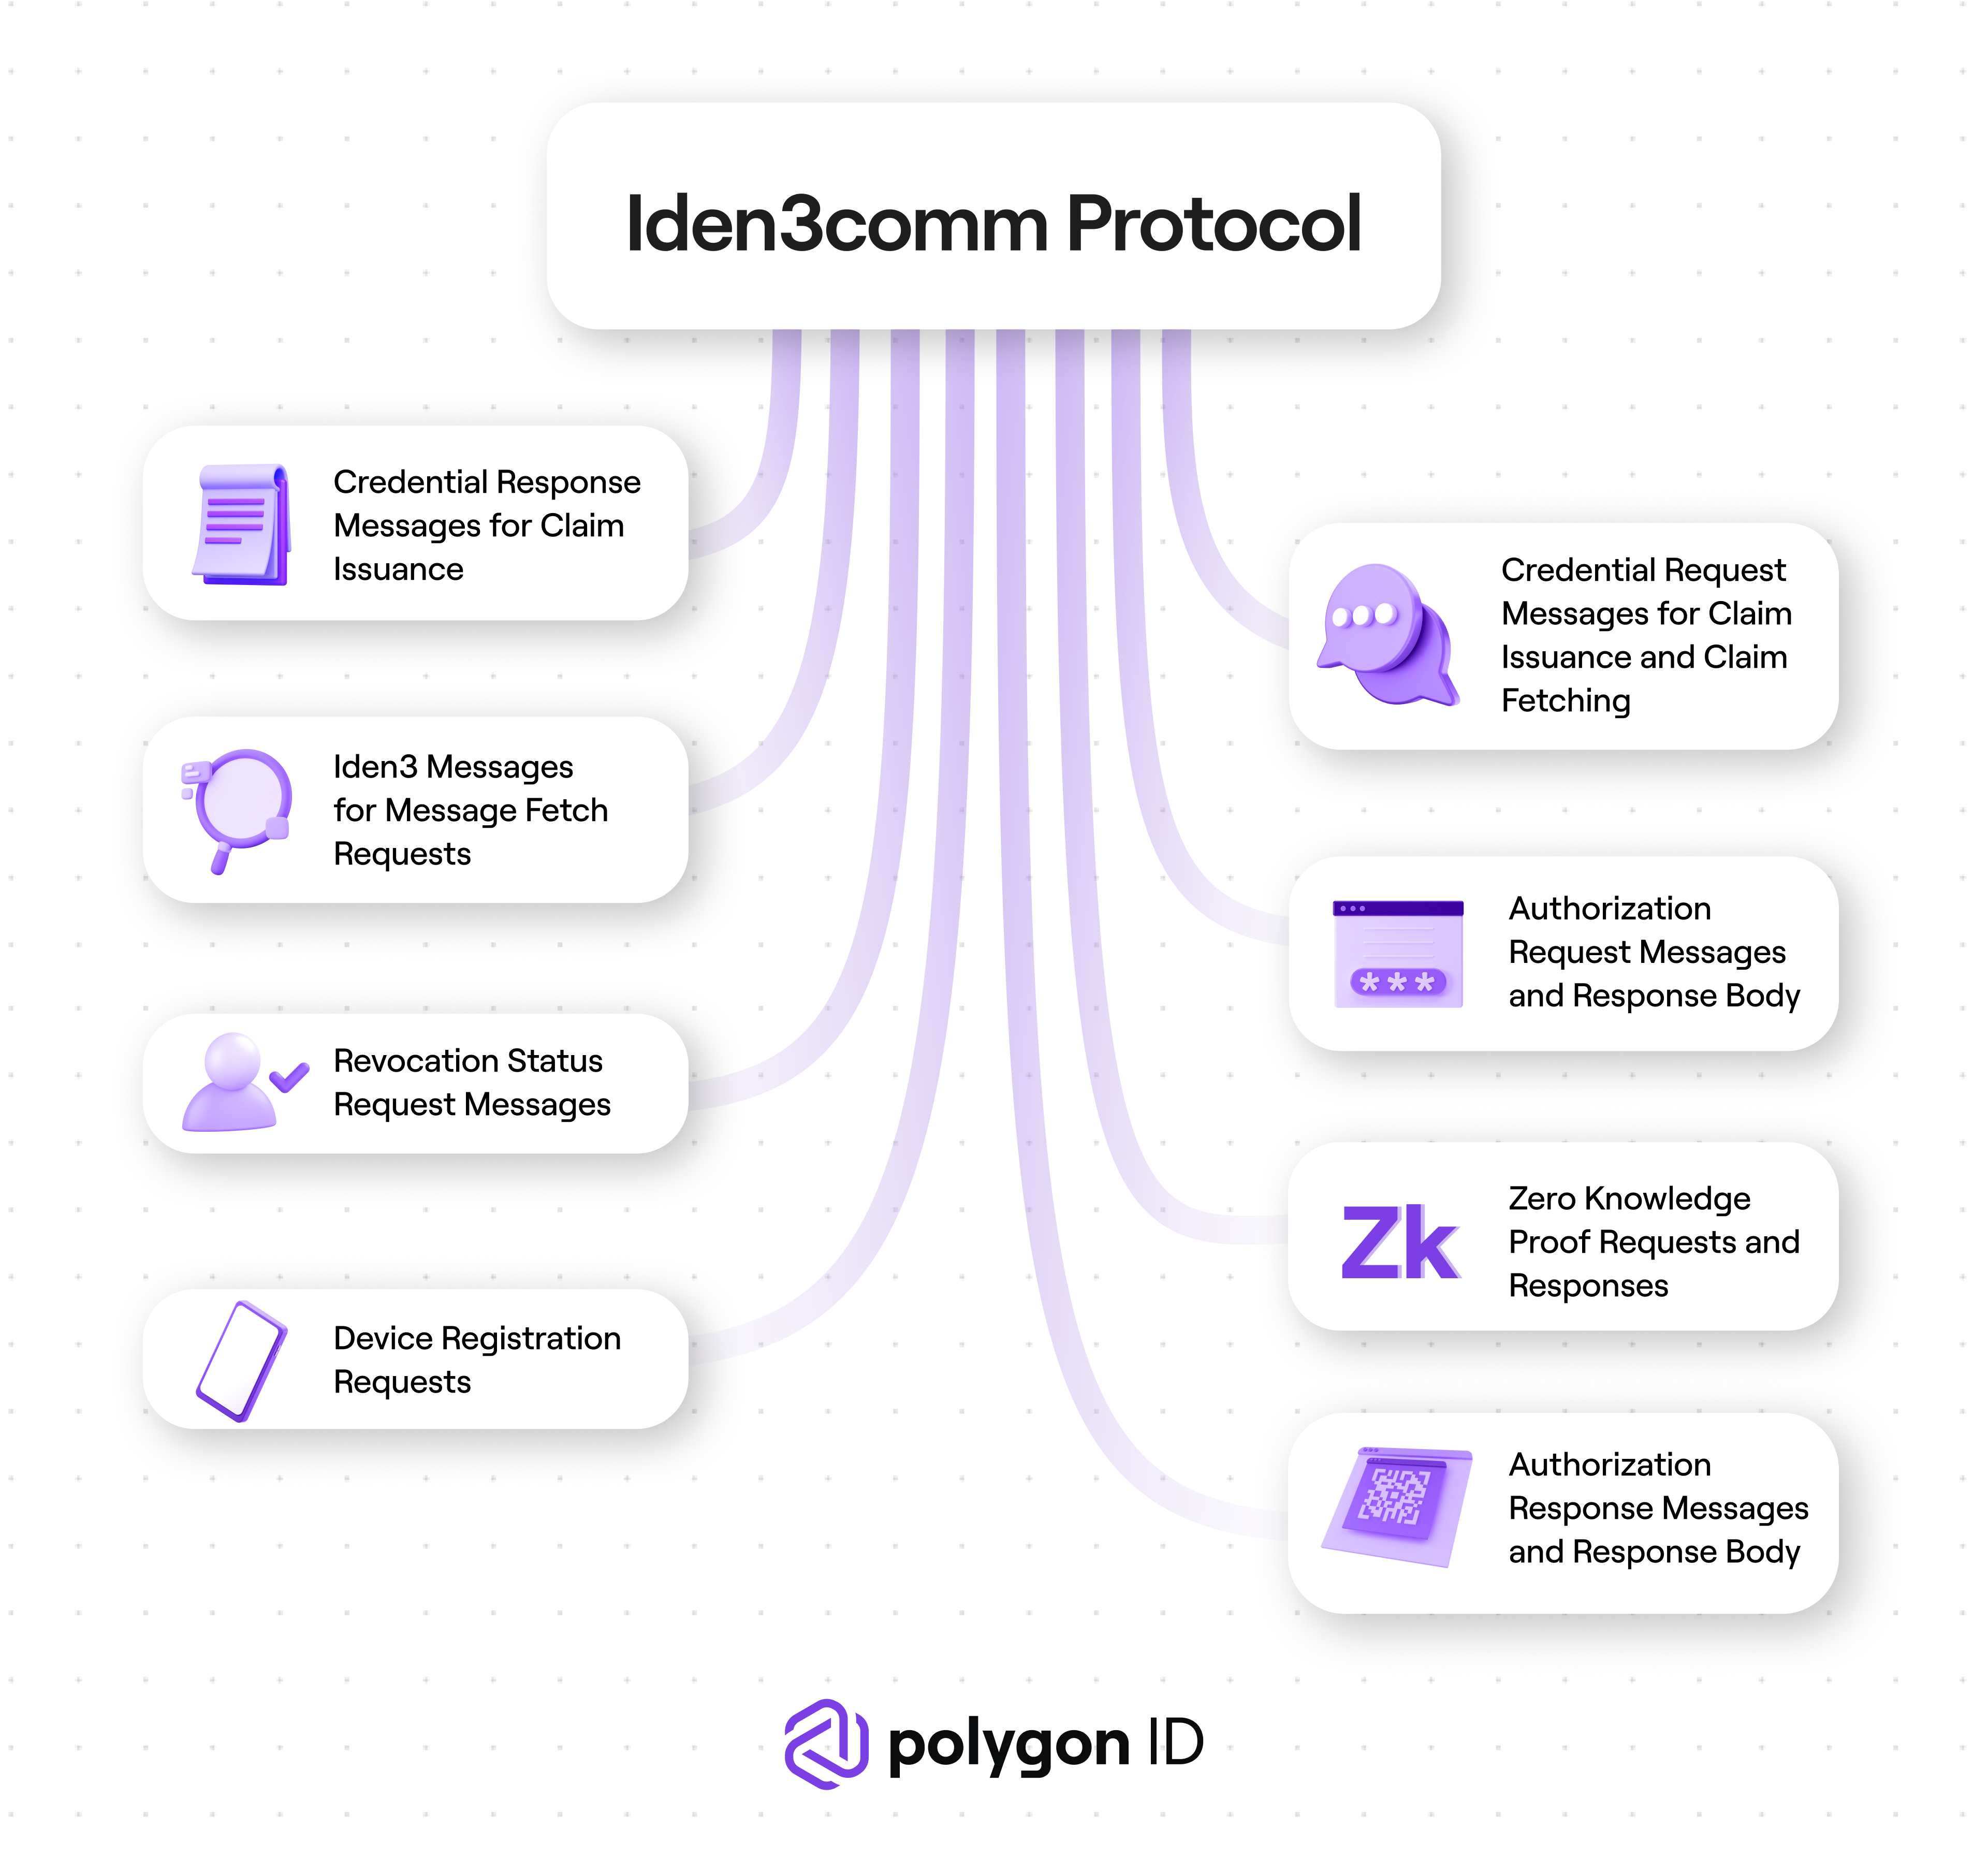 Iden3comm Protocol
Credential Response
Messages for Claim
Issuance
Iden3 Messages
for Message Fetch
Requests
Revocation Status
Request Messages
Device Registration
Requests
Credential Request
Messages for Claim
Issuance and Claim
Fetching
Authorization
Request Messages
and Response Body
***
Zk
Zero Knowledge
Proof Requests and
Responses
Authorization
Response Messages
and Response Body
polygon ID